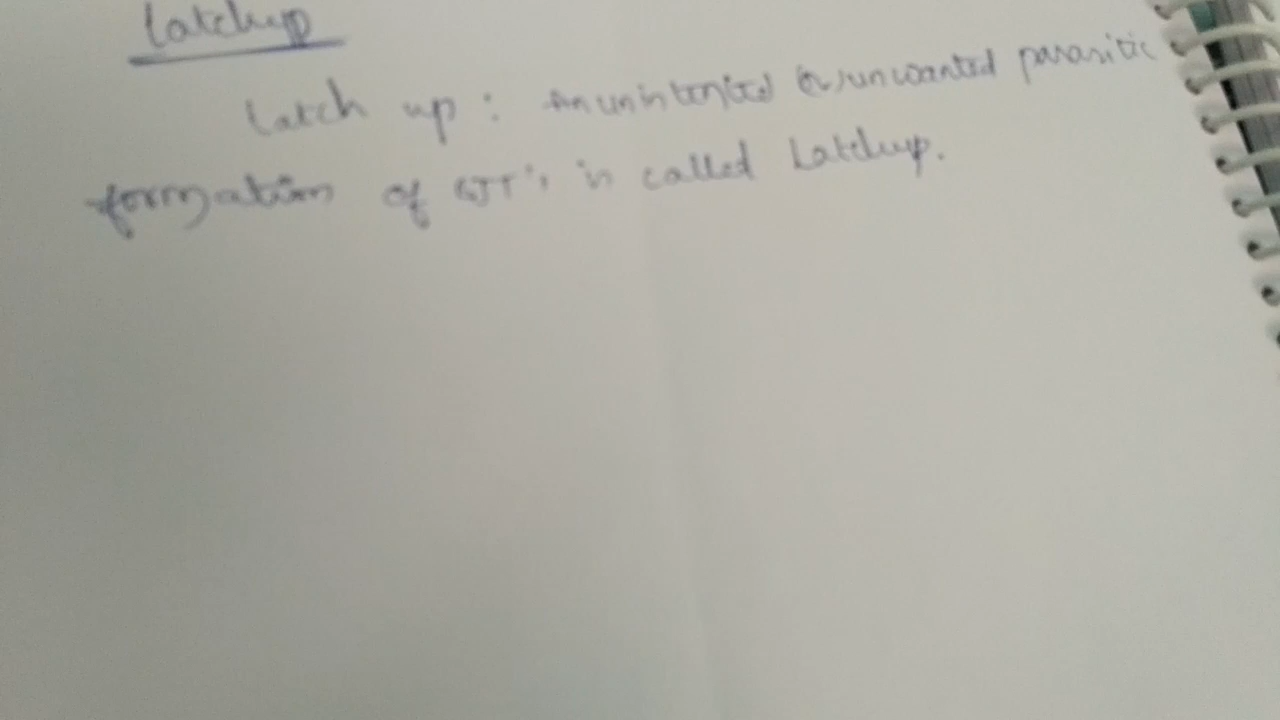 Latchup
Latch up : An unintended (or) unwanted parasitic
formation of BJT's is called Latchup.